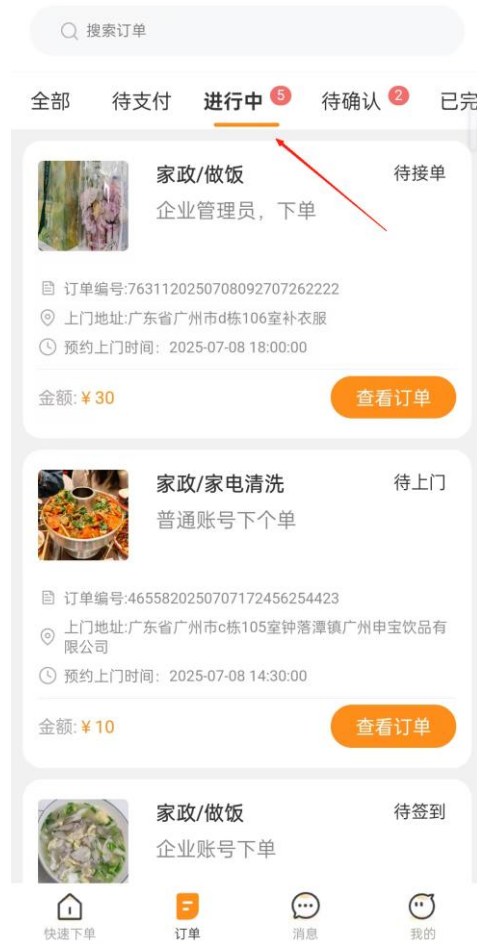 搜索订单
全部 待支付 进行中 5 待确认 2 已完
家政/做饭 待接单
企业管理员，下单
订单编号:7631120250708092707262222
上门地址:广东省广州市d栋106室补衣服
预约上门时间：2025-07-08 18:00:00
金额:¥30 查看订单
家政/家电清洗 待上门
普通账号下个单
订单编号:4655820250707172456254423
上门地址:广东省广州市c栋105室钟落潭镇广州申宝饮品有
限公司
预约上门时间：2025-07-08 14:30:00
金额:¥10 查看订单
家政/做饭 待签到
企业账号下单
快速下单 订单 消息 我的